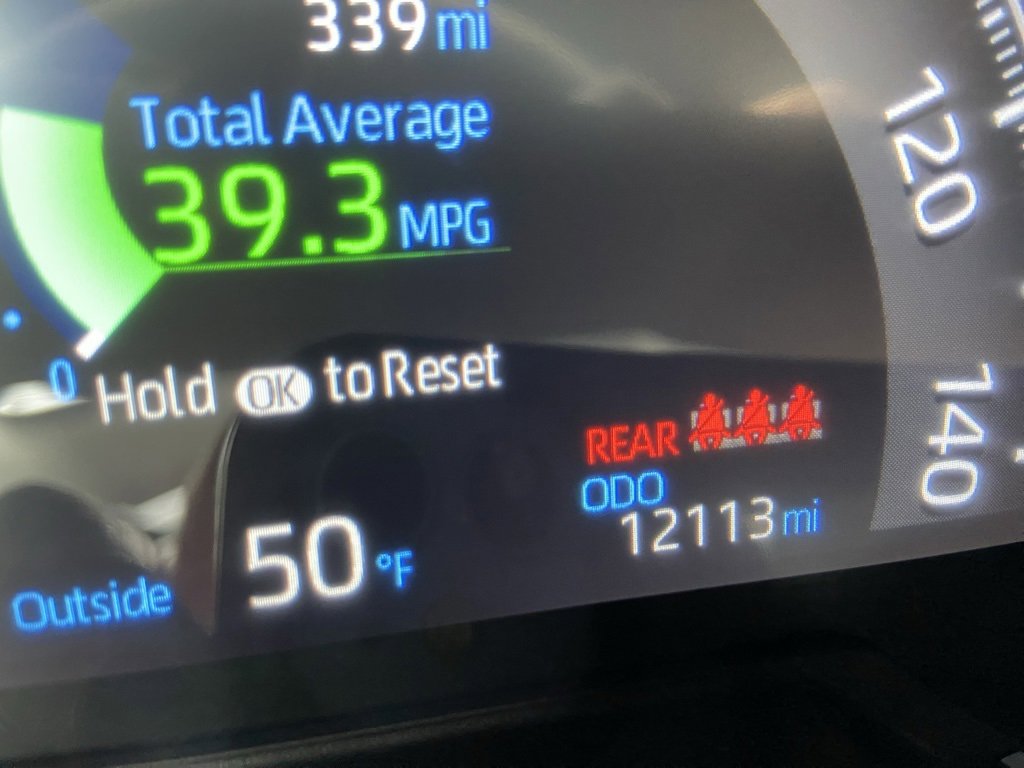 339 mi
Total Average
39.3 MPG
0
Hold OK to Reset
REAR
ODO
12113 mi
Outside 50 °F
120
140